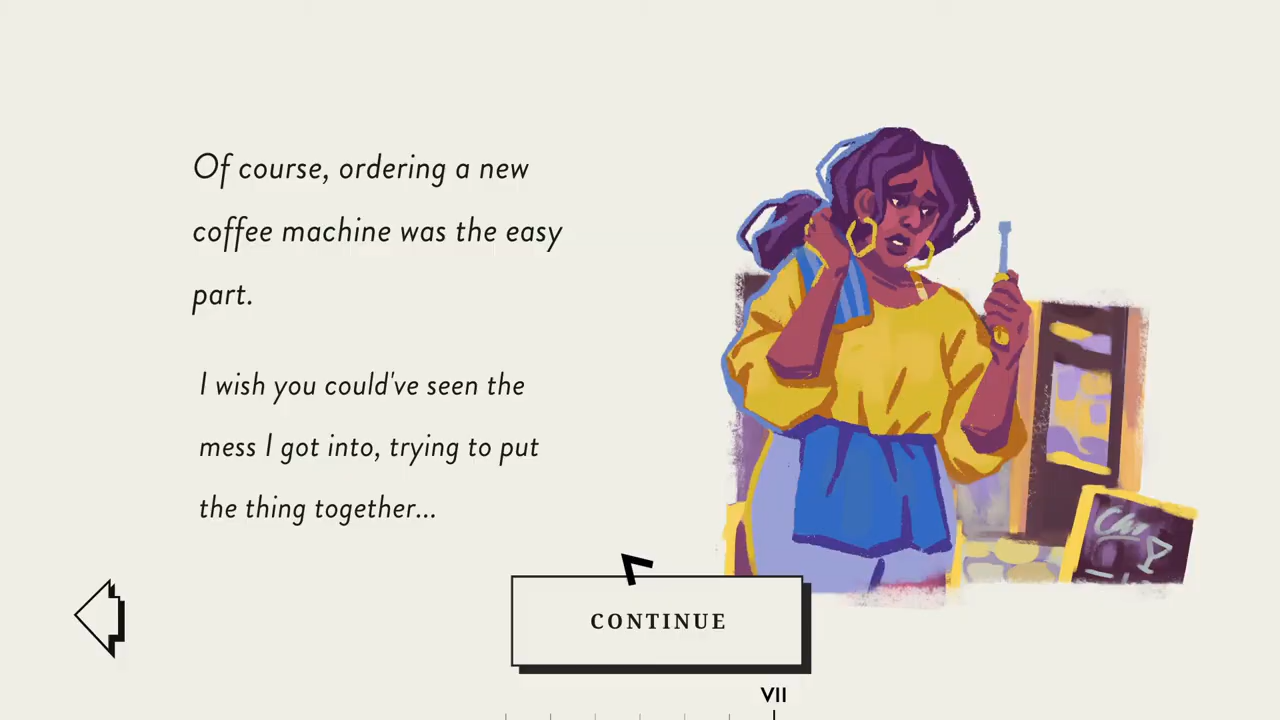 Of course, ordering a new
coffee machine was the easy
part.
I wish you could've seen the
mess I got into, trying to put
the thing together...
CONTINUE
VII